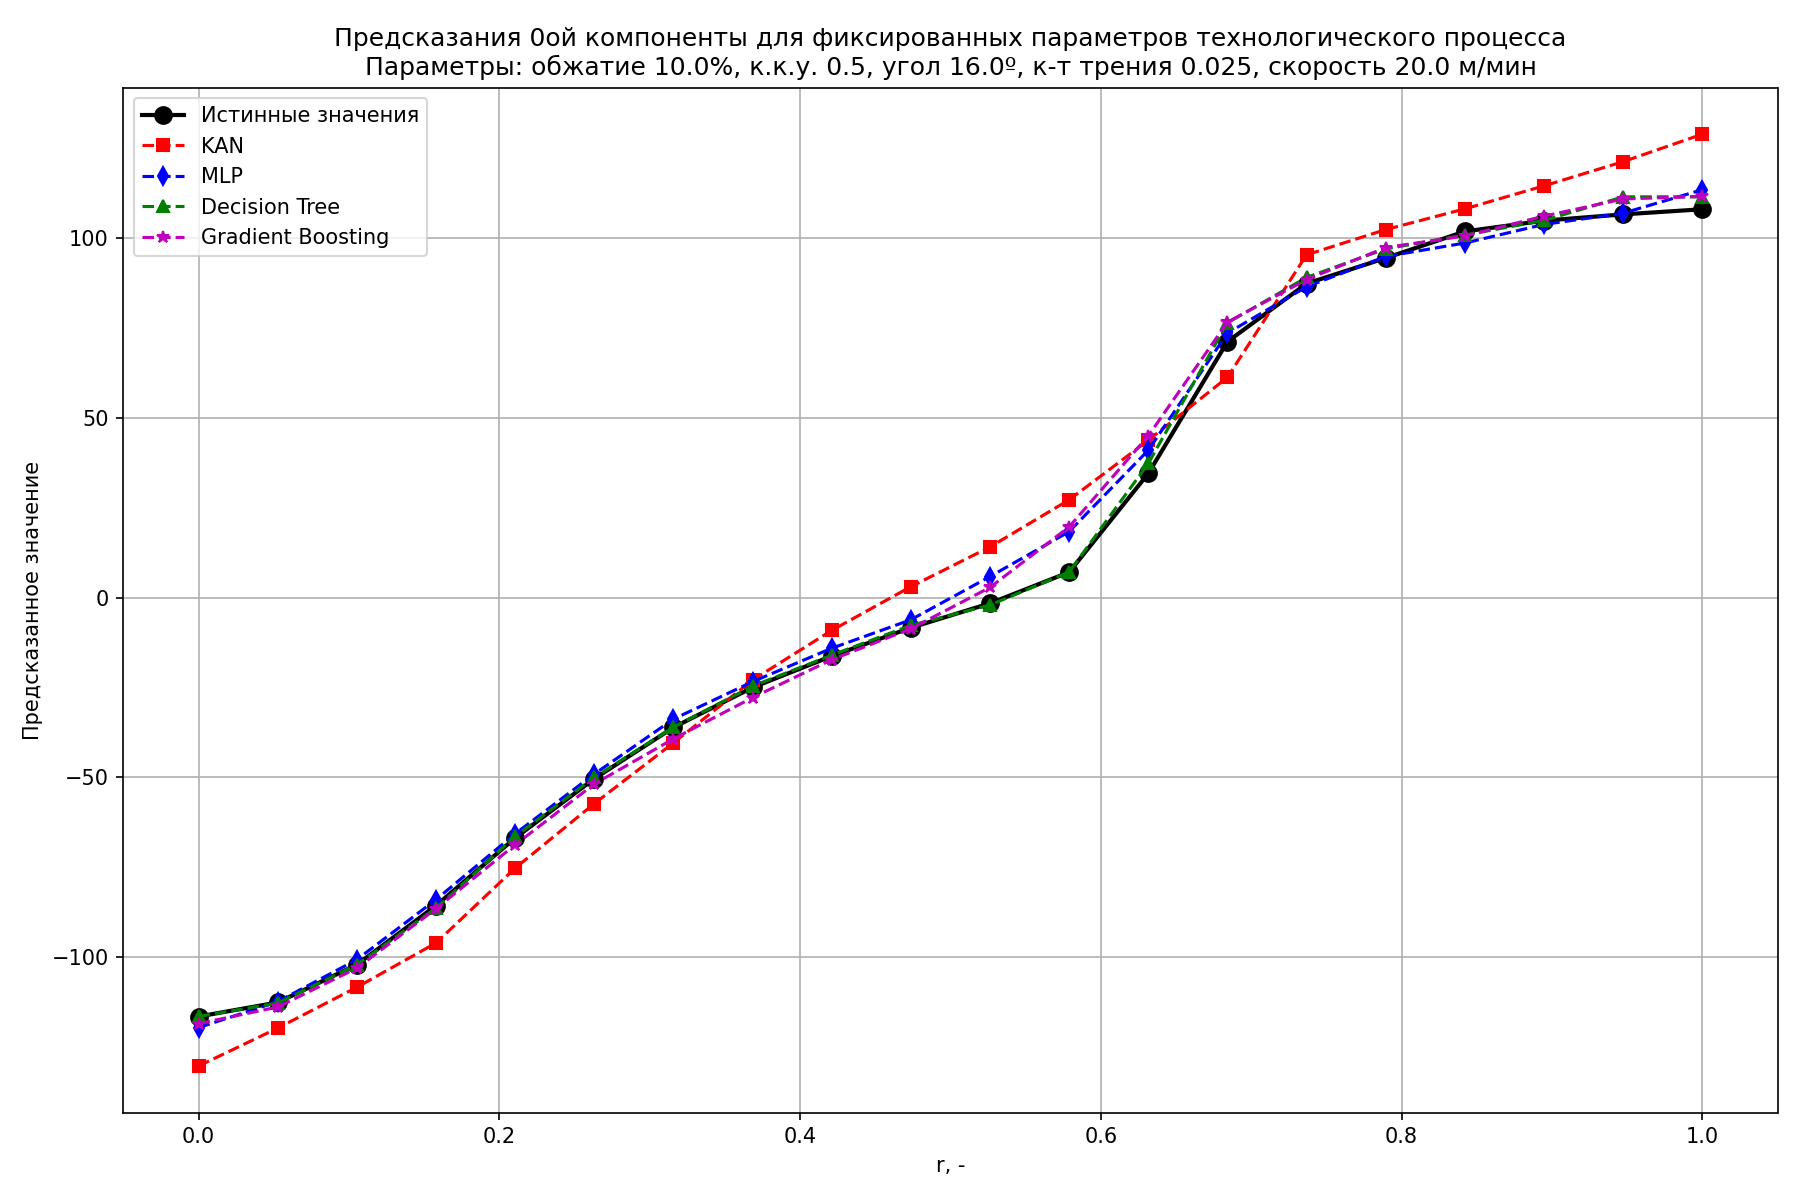 Предсказания 0ой компоненты для фиксированных параметров технологического процесса
Параметры: обжатие 10.0%, к.к.у. 0.5, угол 16.0º, к-т трения 0.025, скорость 20.0 м/мин
Истинные значения
KAN
MLP
Decision Tree
Gradient Boosting
Предсказанное значение
100
50
0
−50
−100
0.0
0.2
0.4
0.6
0.8
1.0
r, -